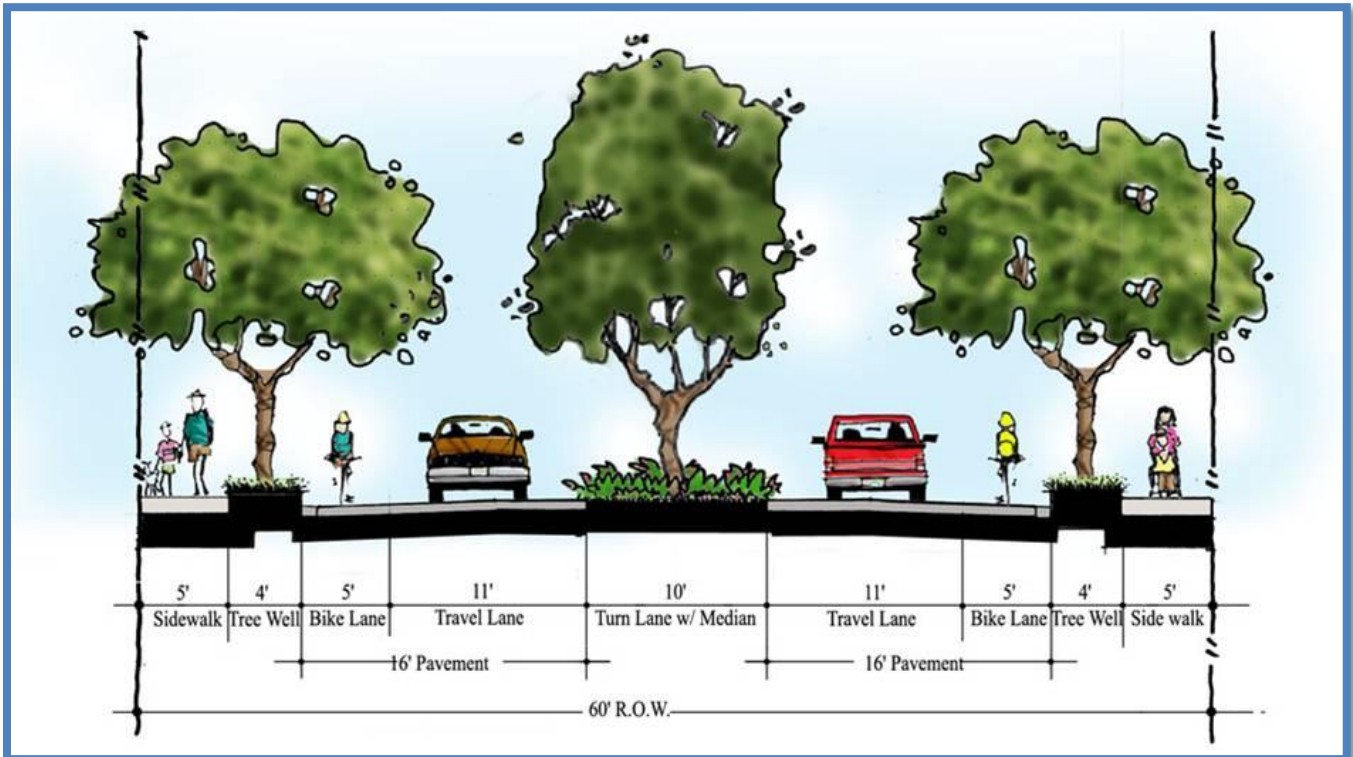 5' 4' 5' 11' 10' 11' 5' 4' 5'
Sidewalk Tree Well Bike Lane Travel Lane Turn Lane w/ Median Travel Lane Bike Lane Tree Well Side walk
16' Pavement 16' Pavement
60' R.O.W.